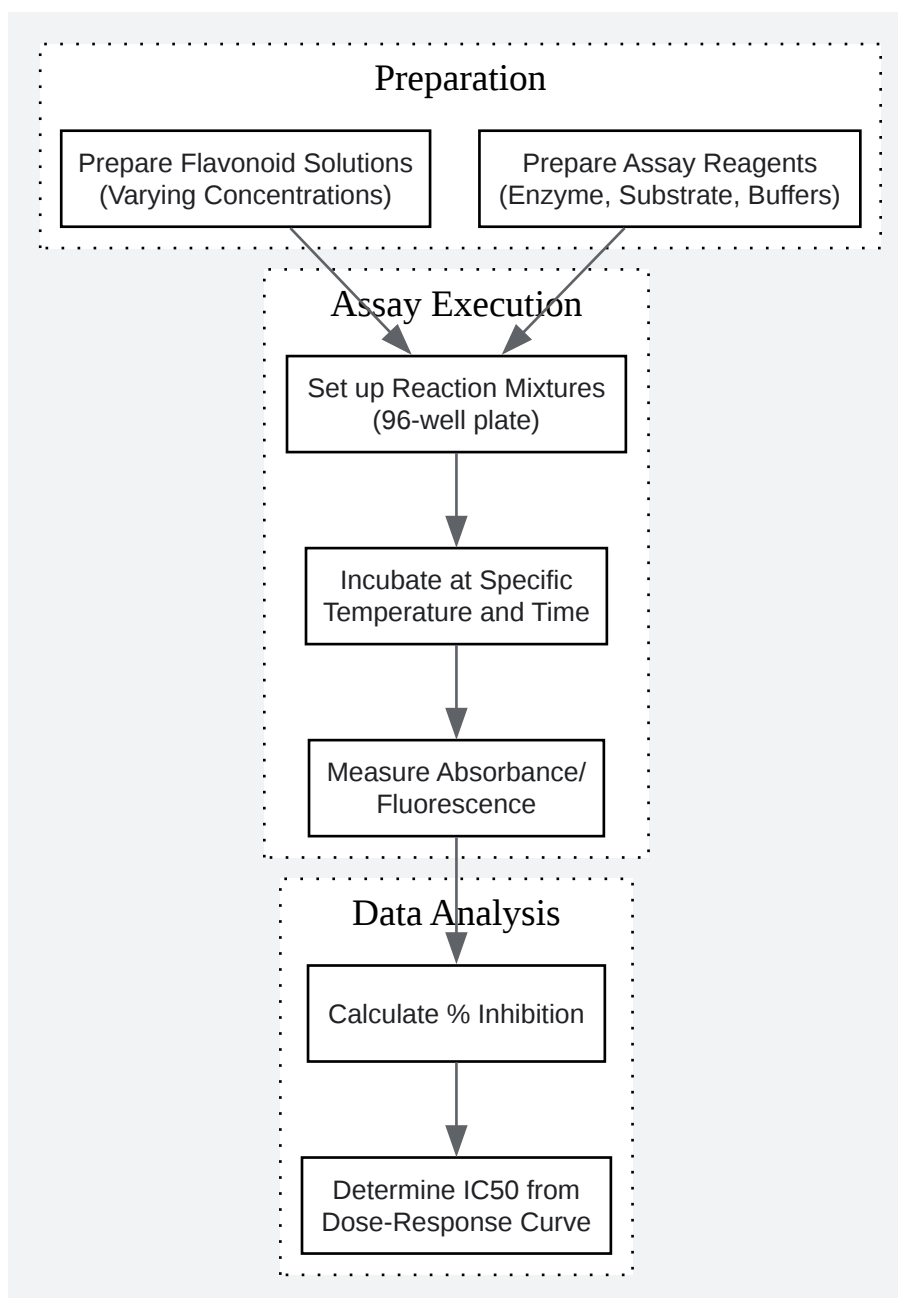 Preparation
Prepare Flavonoid Solutions
(Varying Concentrations)
Prepare Assay Reagents
(Enzyme, Substrate, Buffers)
Assay Execution
Set up Reaction Mixtures
(96-well plate)
Incubate at Specific
Temperature and Time
Measure Absorbance/
Fluorescence
Data Analysis
Calculate % Inhibition
Determine IC50 from
Dose-Response Curve